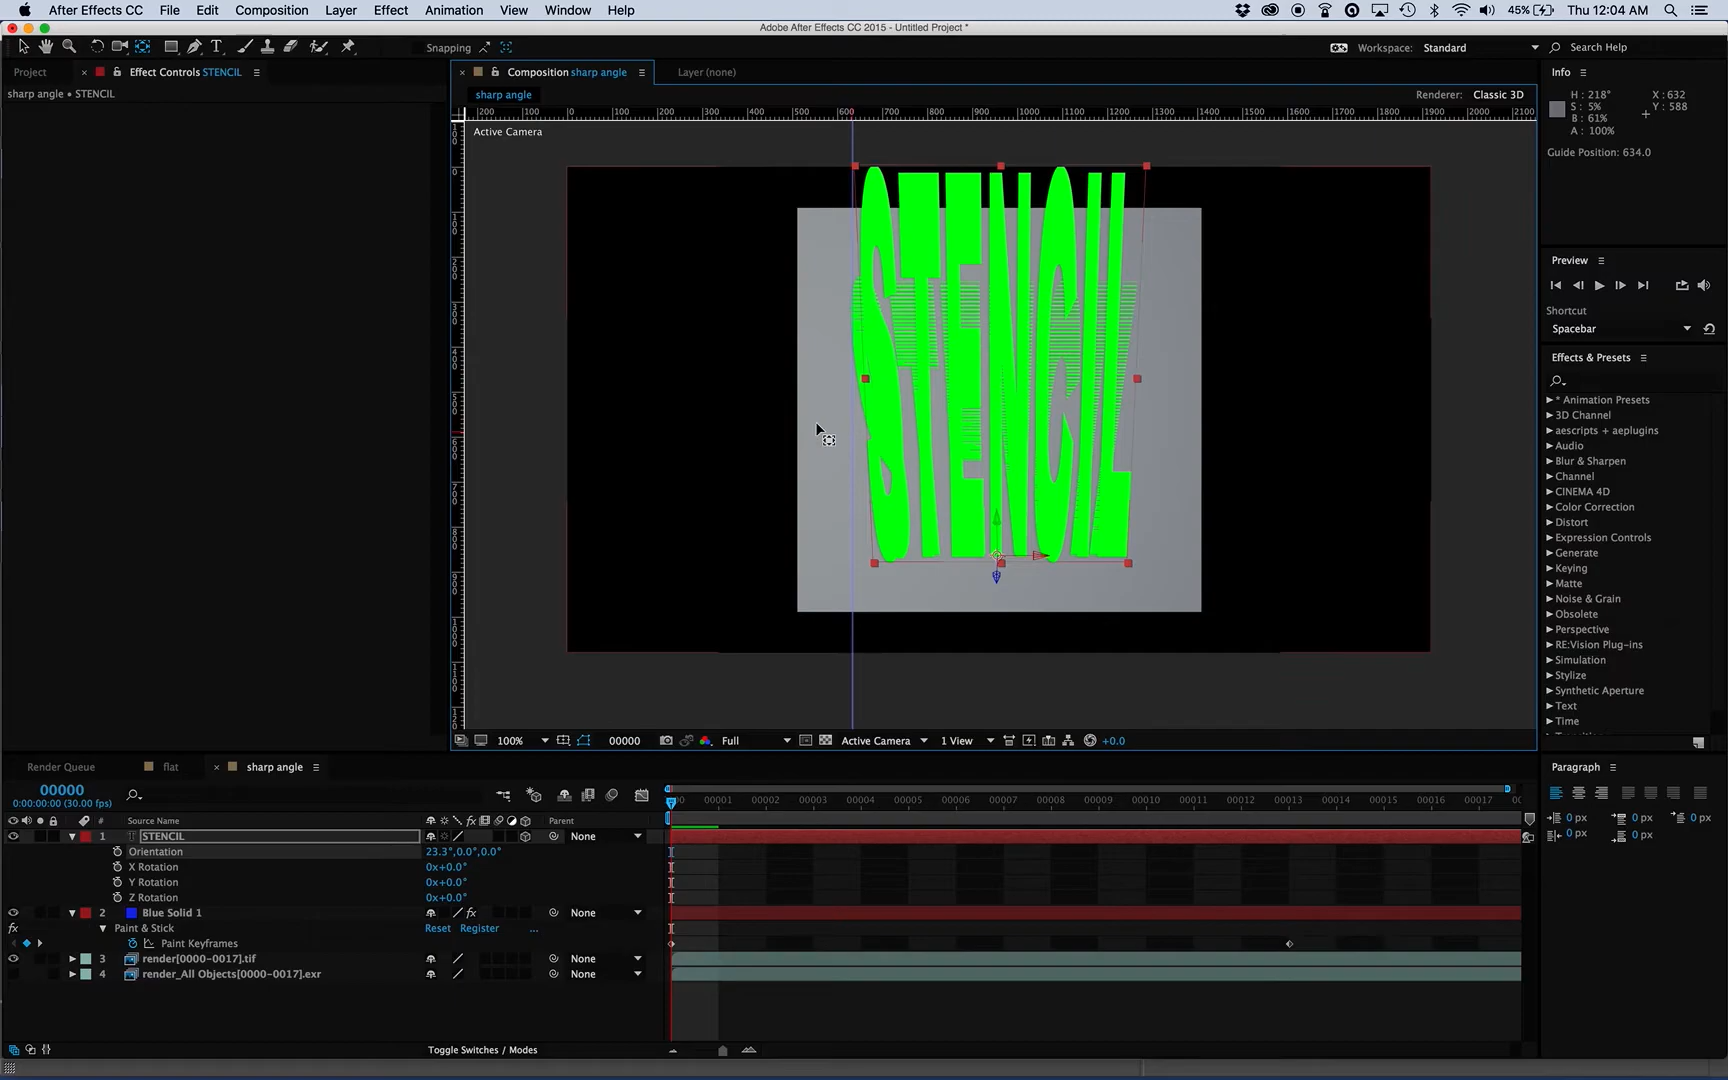 After Effects CC File Edit Composition Layer Effect Animation View Window Help 45% Thu 12:04 AM
Adobe After Effects CC 2015 - Untitled Project *
Snapping Workspace: Standard Search Help
Project Effect Controls STENCIL Composition sharp angle Layer (none) Info
sharp angle • STENCIL sharp angle Renderer: Classic 3D
H : 218° X : 632
S : 5% Y : 588
B : 61%
A : 100%
Active Camera
Guide Position: 634.0
STENCIL
Preview
Shortcut
Spacebar
Effects & Presets
* Animation Presets
3D Channel
aescripts + aeplugins
Audio
Blur & Sharpen
Channel
CINEMA 4D
Color Correction
Distort
Expression Controls
Generate
Keying
Matte
Noise & Grain
Obsolete
Perspective
RE:Vision Plug-ins
Simulation
Stylize
Synthetic Aperture
Text
Time
100% 00000 Full Active Camera 1 View +0.0
Render Queue flat sharp angle Paragraph
00000
0:00:00:00 (30.00 fps)
00001 00002 00003 00004 00005 00006 00007 00008 00009 00010 00011 00012 00013 00014 00015 00016 00017
# Source Name Parent
0 px 0 px 0 px
0 px 0 px
1 STENCIL None
Orientation 23.3°,0.0°,0.0°
X Rotation 0x+0.0°
Y Rotation 0x+0.0°
Z Rotation 0x+0.0°
2 Blue Solid 1 fx None
fx Paint & Stick Reset Register ...
Paint Keyframes
3 render[0000-0017].tif None
4 render_All Objects[0000-0017].exr None
Toggle Switches / Modes